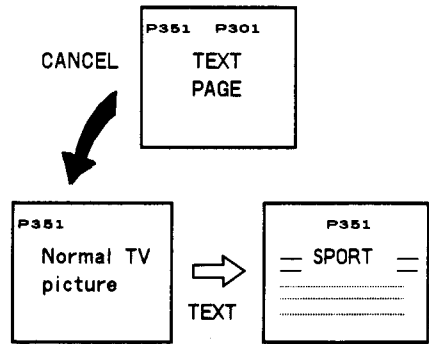 P351 P301
CANCEL
TEXT
PAGE
P351
Normal TV
picture
TEXT
P351
SPORT